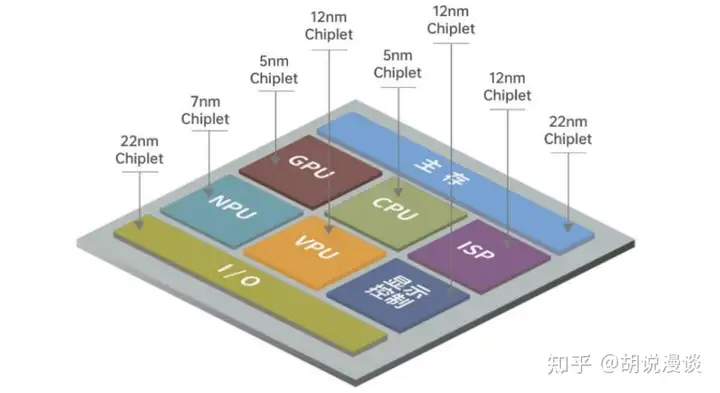 12nm
Chiplet
12nm
Chiplet
5nm
Chiplet
5nm
Chiplet
7nm
Chiplet
12nm
Chiplet
22nm
Chiplet
22nm
Chiplet
GPU
主存
NPU
CPU
VPU
ISP
I/O
显示
控制
知乎 @胡说漫谈